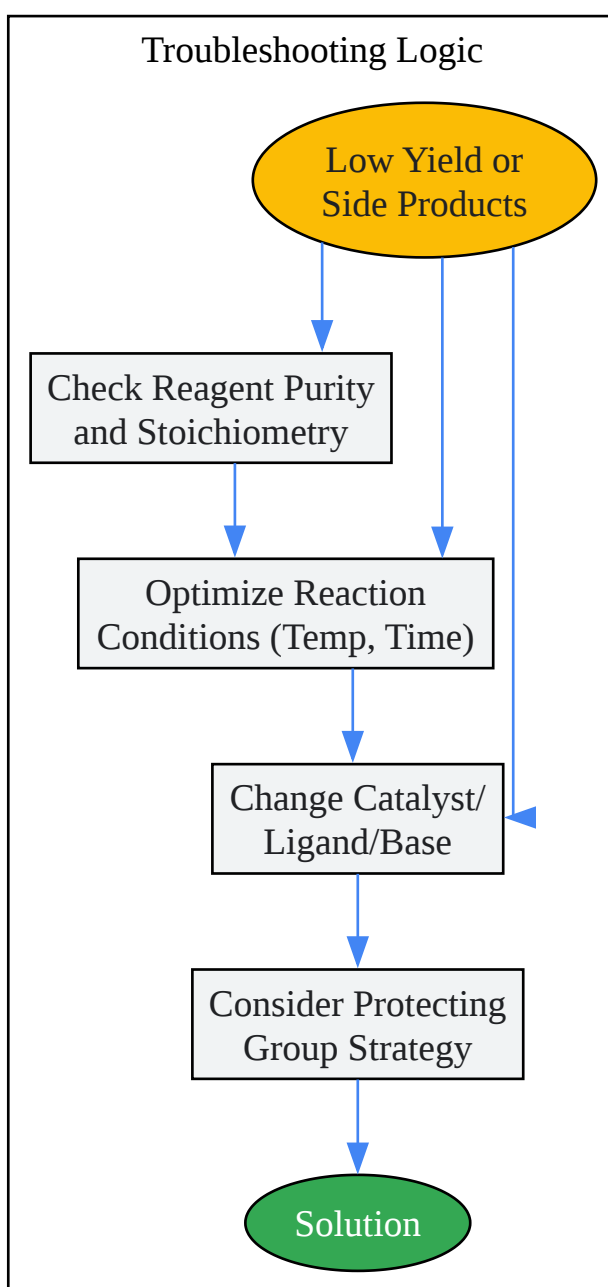 Troubleshooting Logic
Low Yield or
Side Products
Check Reagent Purity
and Stoichiometry
Optimize Reaction
Conditions (Temp, Time)
Change Catalyst/
Ligand/Base
Consider Protecting
Group Strategy
Solution